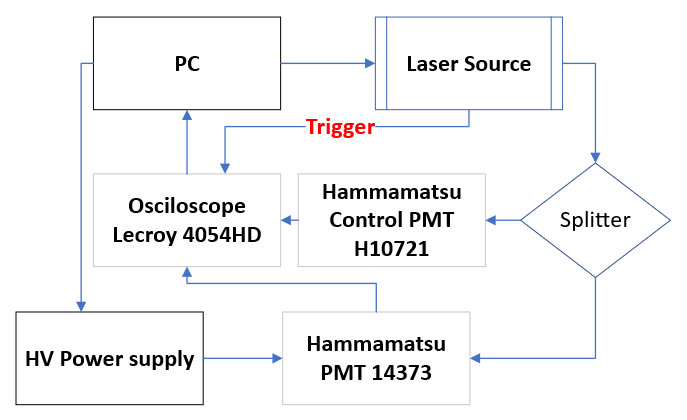 PC
Laser Source
Trigger
Osciloscope
Lecroy 4054HD
Hammamatsu
Control PMT
H10721
Splitter
HV Power supply
Hammamatsu
PMT 14373